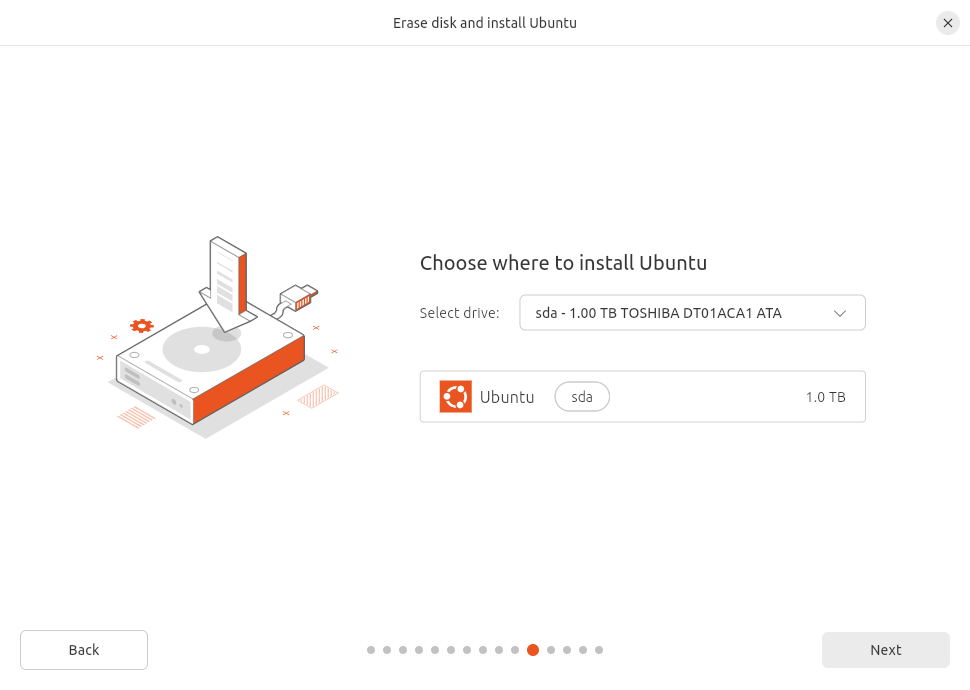 Erase disk and install Ubuntu
Choose where to install Ubuntu
Select drive: sda - 1.00 TB TOSHIBA DT01ACA1 ATA
Ubuntu sda 1.0 TB
Back Next